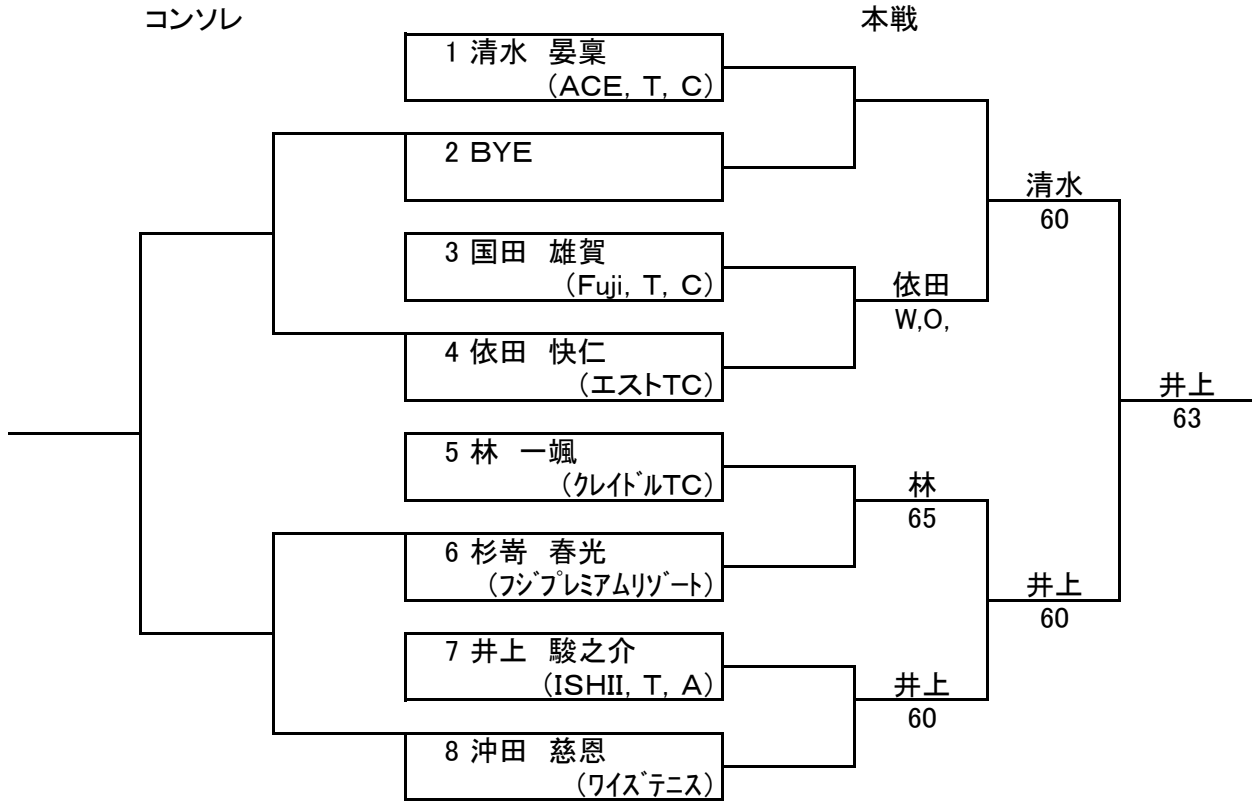 コンソレ
本戦
1 清水　晏稟
(ACE, T, C)
2 BYE
3 国田　雄賀
(Fuji, T, C)
4 依田　快仁
(エストTC)
5 林　一颯
(ｸﾚｲﾄﾞﾙTC)
6 杉嵜　春光
(ﾌｼﾞﾌﾟﾚﾐｱﾑﾘｿﾞｰﾄ)
7 井上　駿之介
(ISHII, T, A)
8 沖田　慈恩
(ﾜｲｽﾞﾃﾆｽ)
依田
W,O,
林
65
井上
60
清水
60
井上
60
井上
63